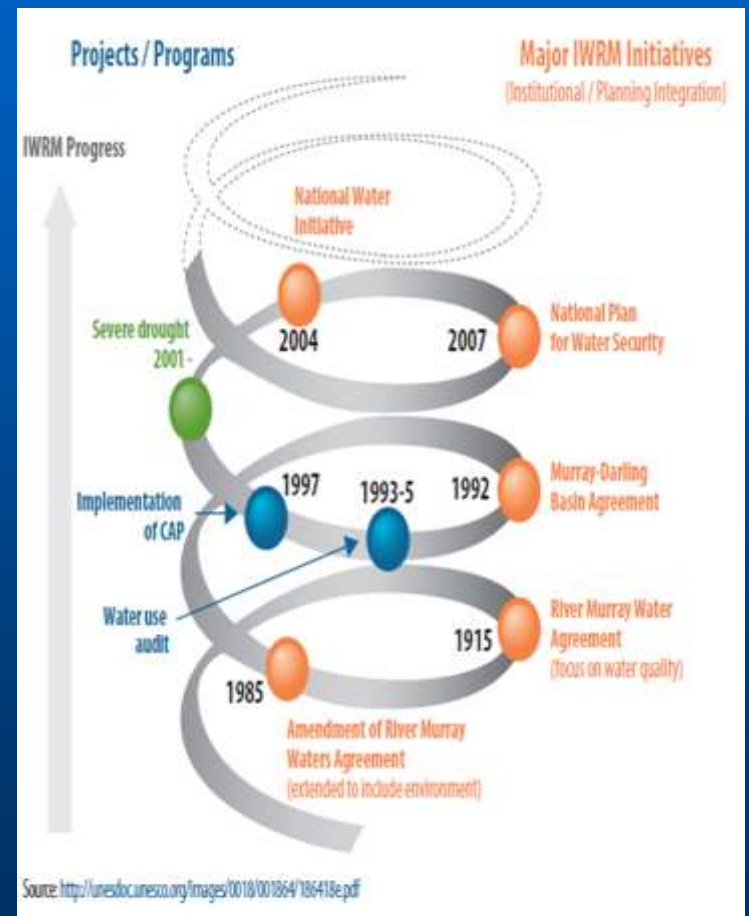 Projects / Programs
Major IWRM Initiatives
(Institutional / Planning Integration)
IWRM Progress
National Water
Initiative
Severe drought
2001 -
2004
2007
National Plan
for Water Security
Implementation
of CAP
1997
1993-5
1992
Murray-Darling
Basin Agreement
Water use
audit
1915
River Murray Water
Agreement
(focus on water quality)
1985
Amendment of River Murray
Waters Agreement
(extended to include environment)
Source: http://unesdoc.unesco.org/images/0018/001864/186418e.pdf